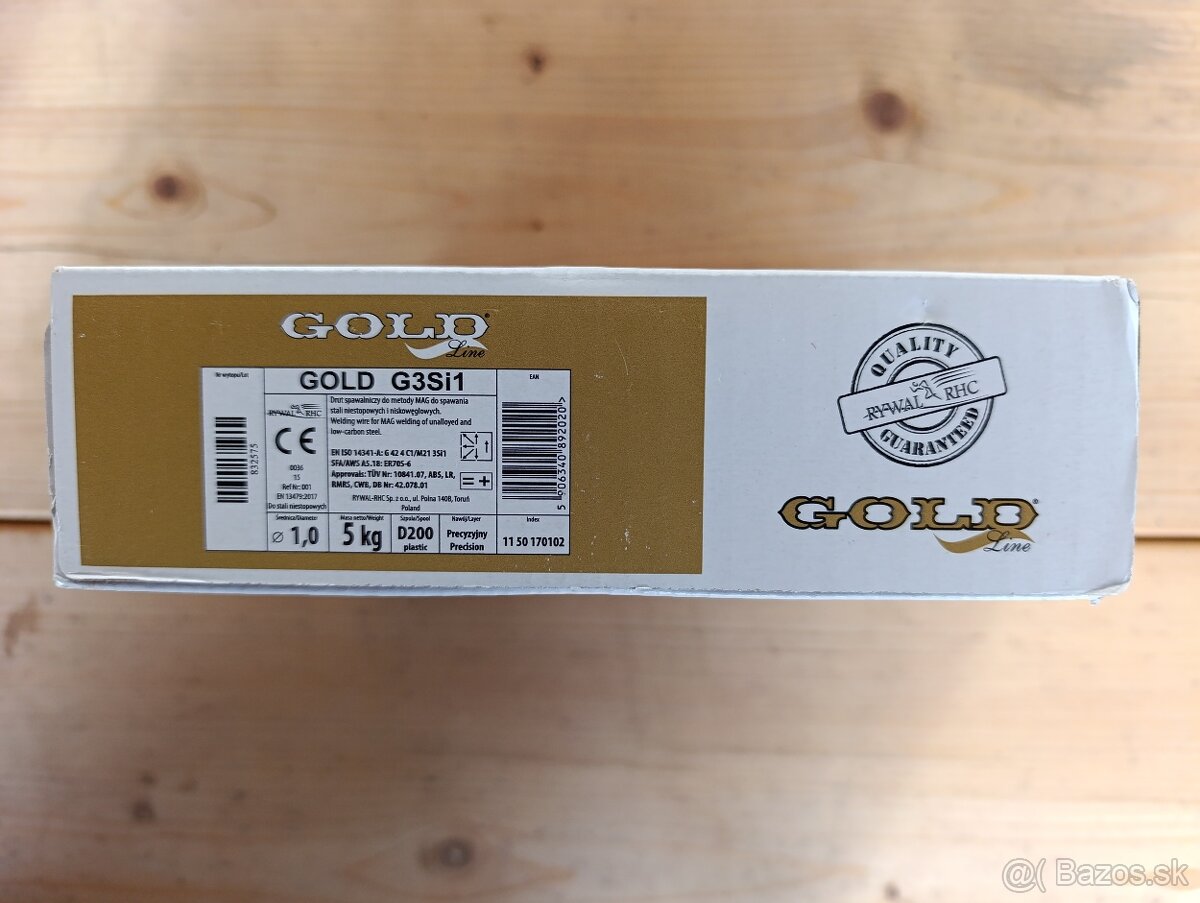 GOLD®
Line
Nr wytopu/Lot
832575
GOLD G3Si1
RYWAL RHC
CE
0036
15
Ref Nr: 001
EN 13479:2017
Do stali niestopowych
Drut spawalniczy do metody MAG do spawania
stali niestopowych i niskowęglowych.
Welding wire for MAG welding of unalloyed and
low-carbon steel.
EN ISO 14341-A: G 42 4 C1/M21 3Si1
SFA/AWS A5.18: ER70S-6
Approvals: TÜV Nr: 10841.07, ABS, LR,
RMRS, CWB, DB Nr: 42.078.01
RYWAL-RHC Sp. z o.o., ul. Polna 140B, Toruń
Poland
= +
EAN
5 906340 892020 >
Średnica/Diameter
Ø 1,0
Masa netto/Weight
5 kg
Szpula/Spool
D200
plastic
Nawój/Layer
Precyzyjny
Precision
Index
11 50 170102
QUALITY
RYWAL RHC
GUARANTEED
GOLD®
Line
@( Bazos.sk